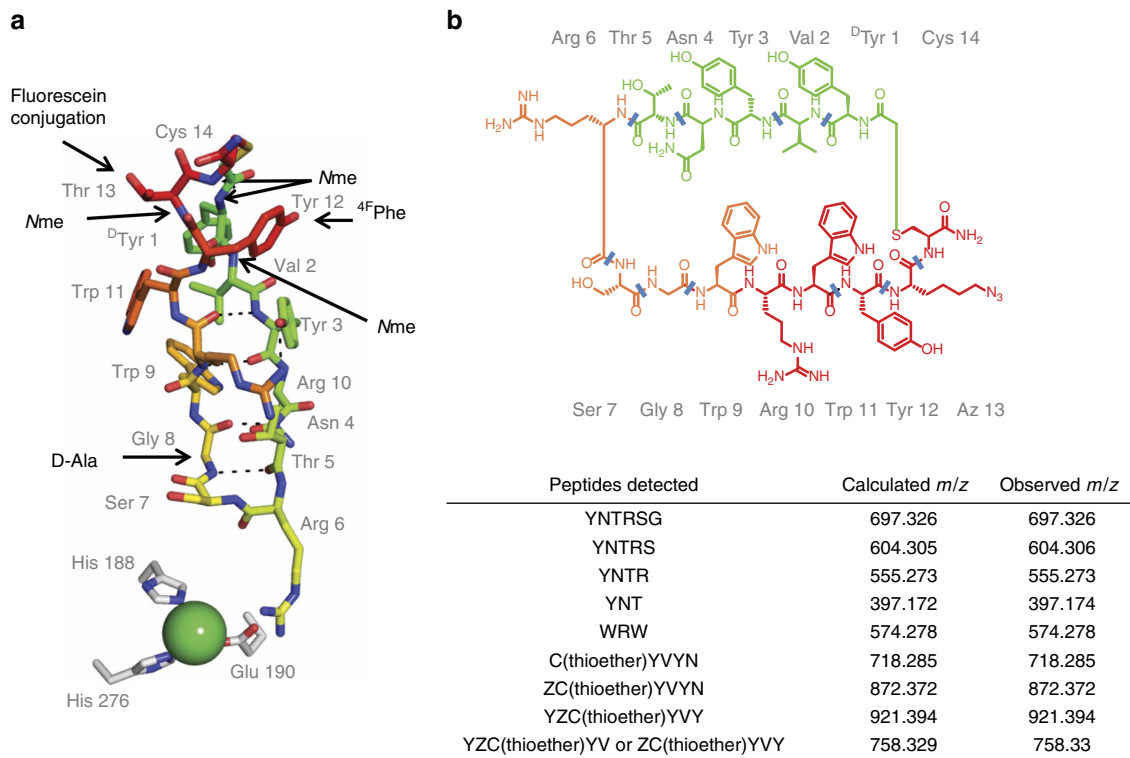 a
Fluorescein
conjugation
Cys 14
Thr 13
Nme
Nme
Tyr 12
4FPhe
DTyr 1
Val 2
Trp 11
Nme
Tyr 3
Trp 9
Arg 10
Asn 4
Gly 8
D-Ala
Thr 5
Ser 7
Arg 6
His 188
Glu 190
His 276
b
Arg 6 Thr 5 Asn 4 Tyr 3 Val 2 DTyr 1 Cys 14
HO
HO
HO
NH
H2N
N
H
H
N
O
N
H
O
H
N
O
N
H
O
H
N
O
N
H
O
H2N
O
S
O
NH2
NH
O
NH
HO
O
H
N
O
N
H
NH
O
H
N
O
N
H
NH
O
H
N
O
N
H
O
N3
NH
H2N
NH
OH
Ser 7 Gly 8 Trp 9 Arg 10 Trp 11 Tyr 12 Az 13
Peptides detected Calculated m/z Observed m/z
YNTRSG 697.326 697.326
YNTRS 604.305 604.306
YNTR 555.273 555.273
YNT 397.172 397.174
WRW 574.278 574.278
C(thioether)YVYN 718.285 718.285
ZC(thioether)YVYN 872.372 872.372
YZC(thioether)YVY 921.394 921.394
YZC(thioether)YV or ZC(thioether)YVY 758.329 758.33